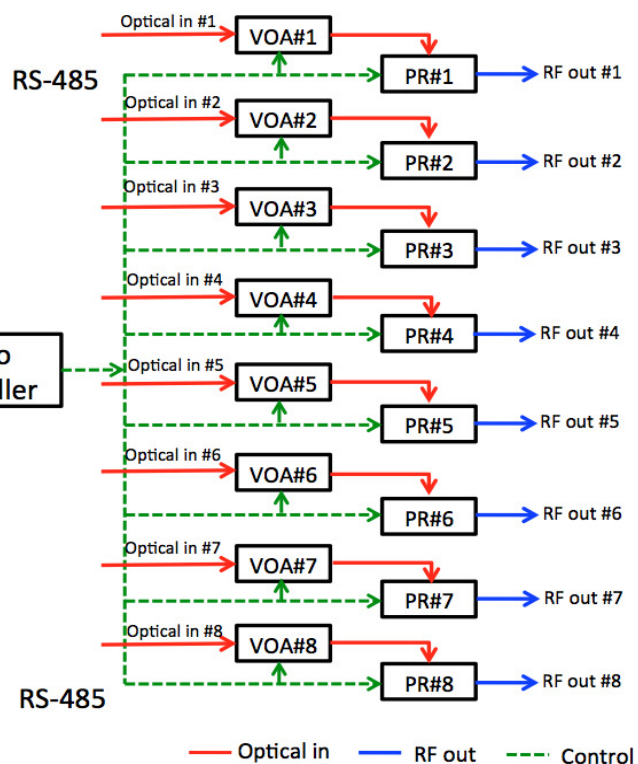 Optical in #1
VOA#1
RS-485
PR#1
RF out #1
Optical in #2
VOA#2
PR#2
RF out #2
Optical in #3
VOA#3
PR#3
RF out #3
Optical in #4
VOA#4
PR#4
RF out #4
o
ller
Optical in #5
VOA#5
PR#5
RF out #5
Optical in #6
VOA#6
PR#6
RF out #6
Optical in #7
VOA#7
PR#7
RF out #7
Optical in #8
VOA#8
PR#8
RF out #8
RS-485
Optical in
RF out
Control